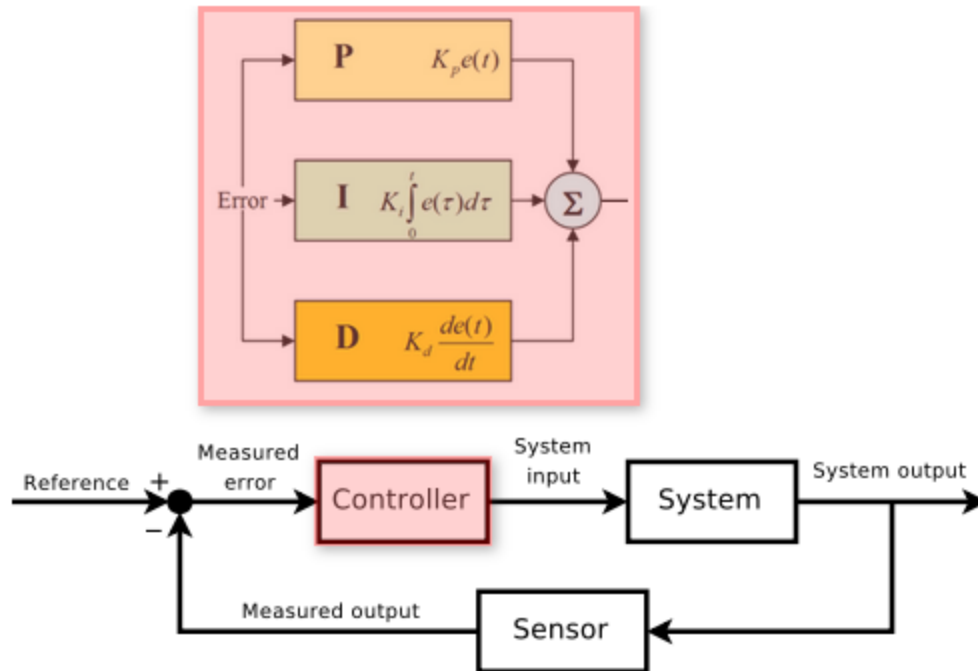 P K_p e(t)
Error I K_i ∫_0^t e(τ)dτ Σ
D K_d de(t)/dt
Reference
+
−
Measured
error
Controller
System
input
System
System output
Measured output
Sensor